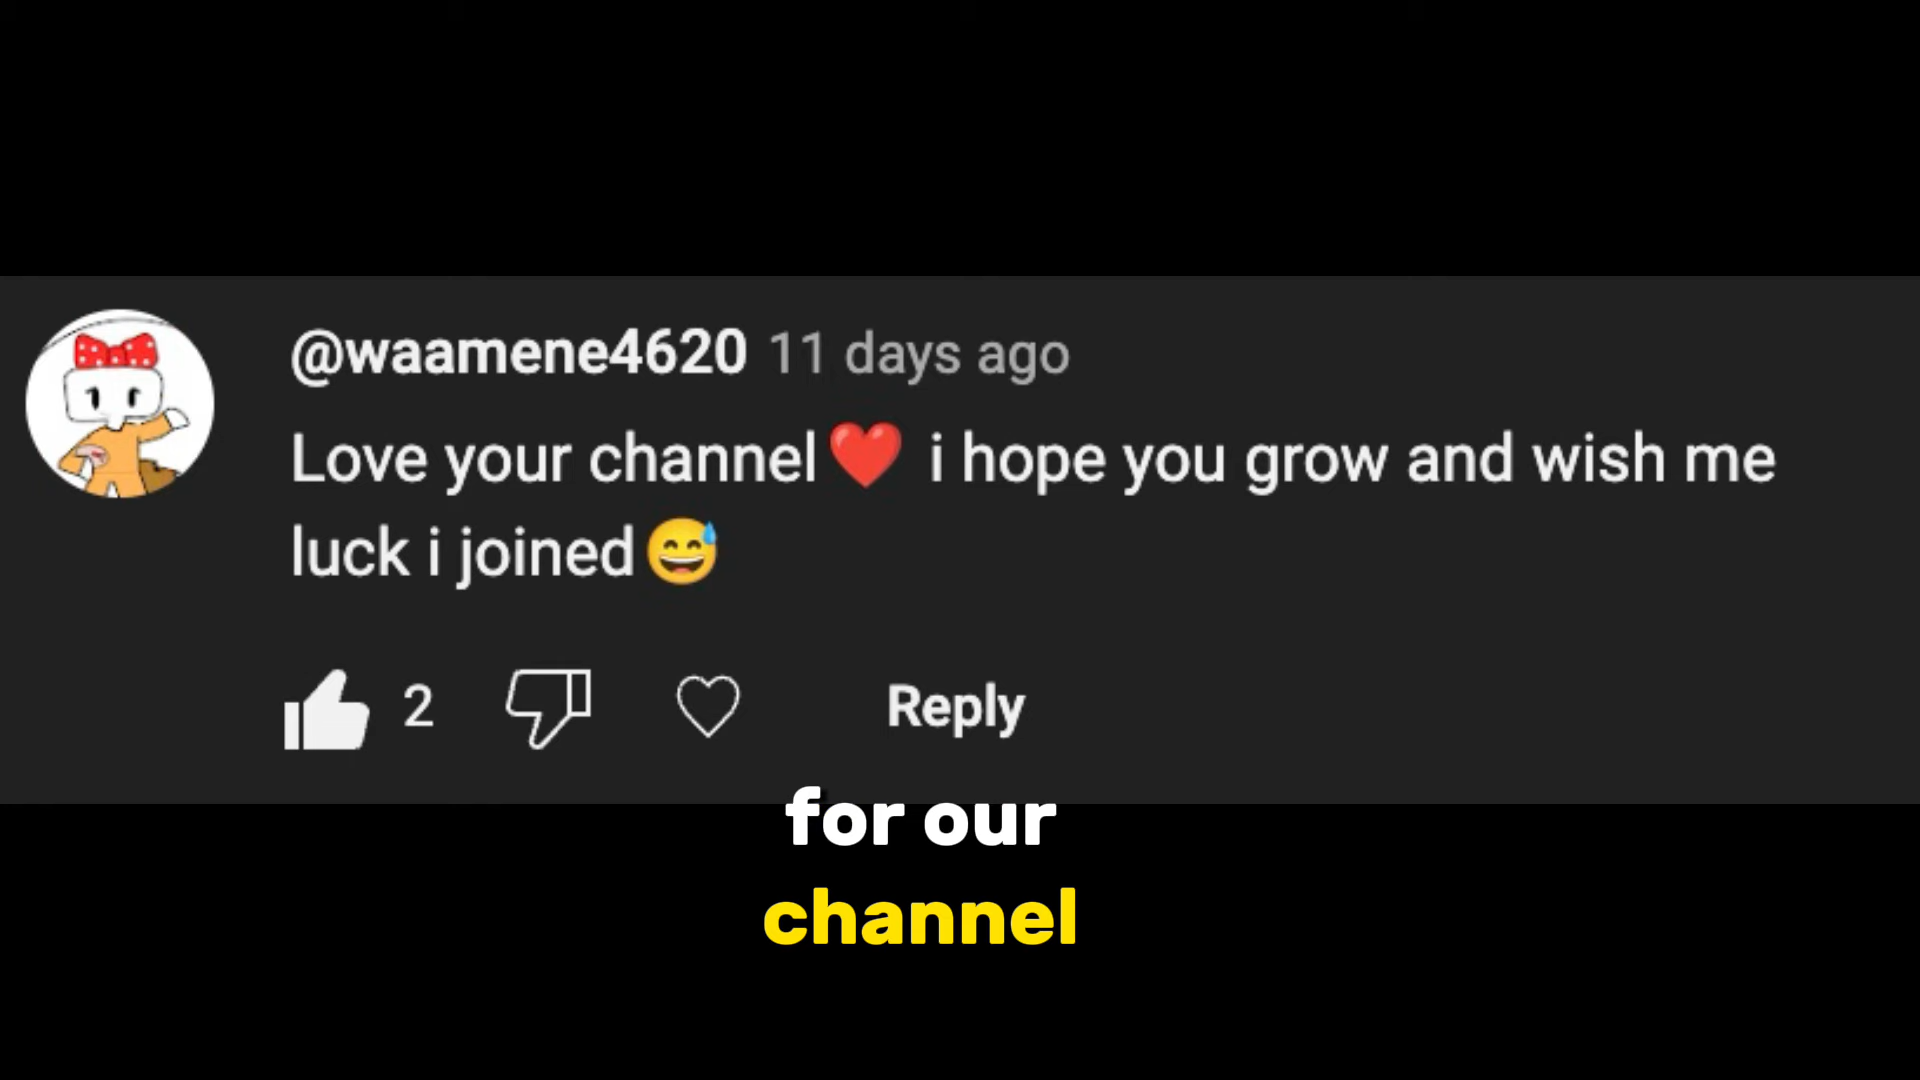 @waamene4620 11 days ago
Love your channel❤️ i hope you grow and wish me
luck i joined😅
2
Reply
for our
channel